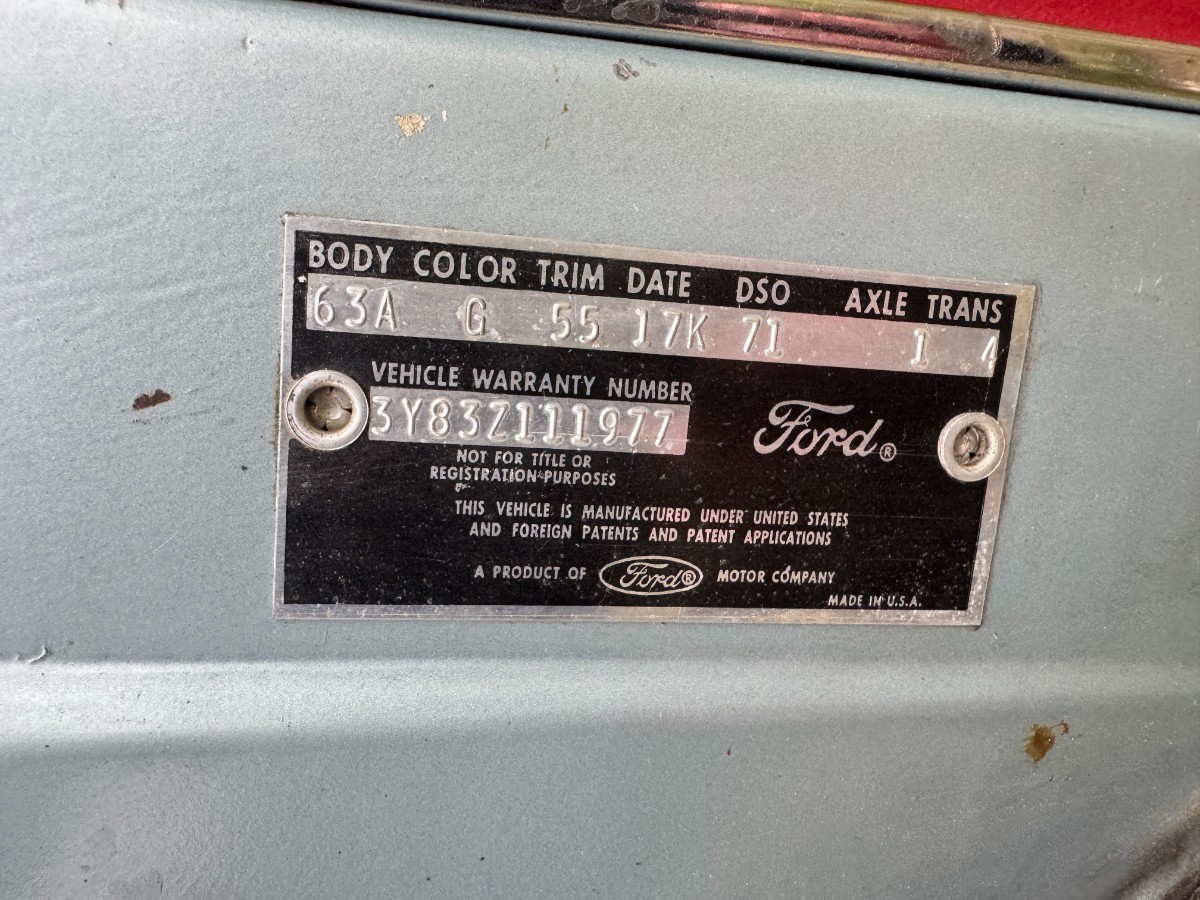 BODY COLOR TRIM DATE DSO AXLE TRANS
63A G 55 17K 71 1 4
VEHICLE WARRANTY NUMBER
3Y83Z111977
Ford®
NOT FOR TITLE OR
REGISTRATION PURPOSES
THIS VEHICLE IS MANUFACTURED UNDER UNITED STATES
AND FOREIGN PATENTS AND PATENT APPLICATIONS
A PRODUCT OF Ford® MOTOR COMPANY
MADE IN U.S.A.